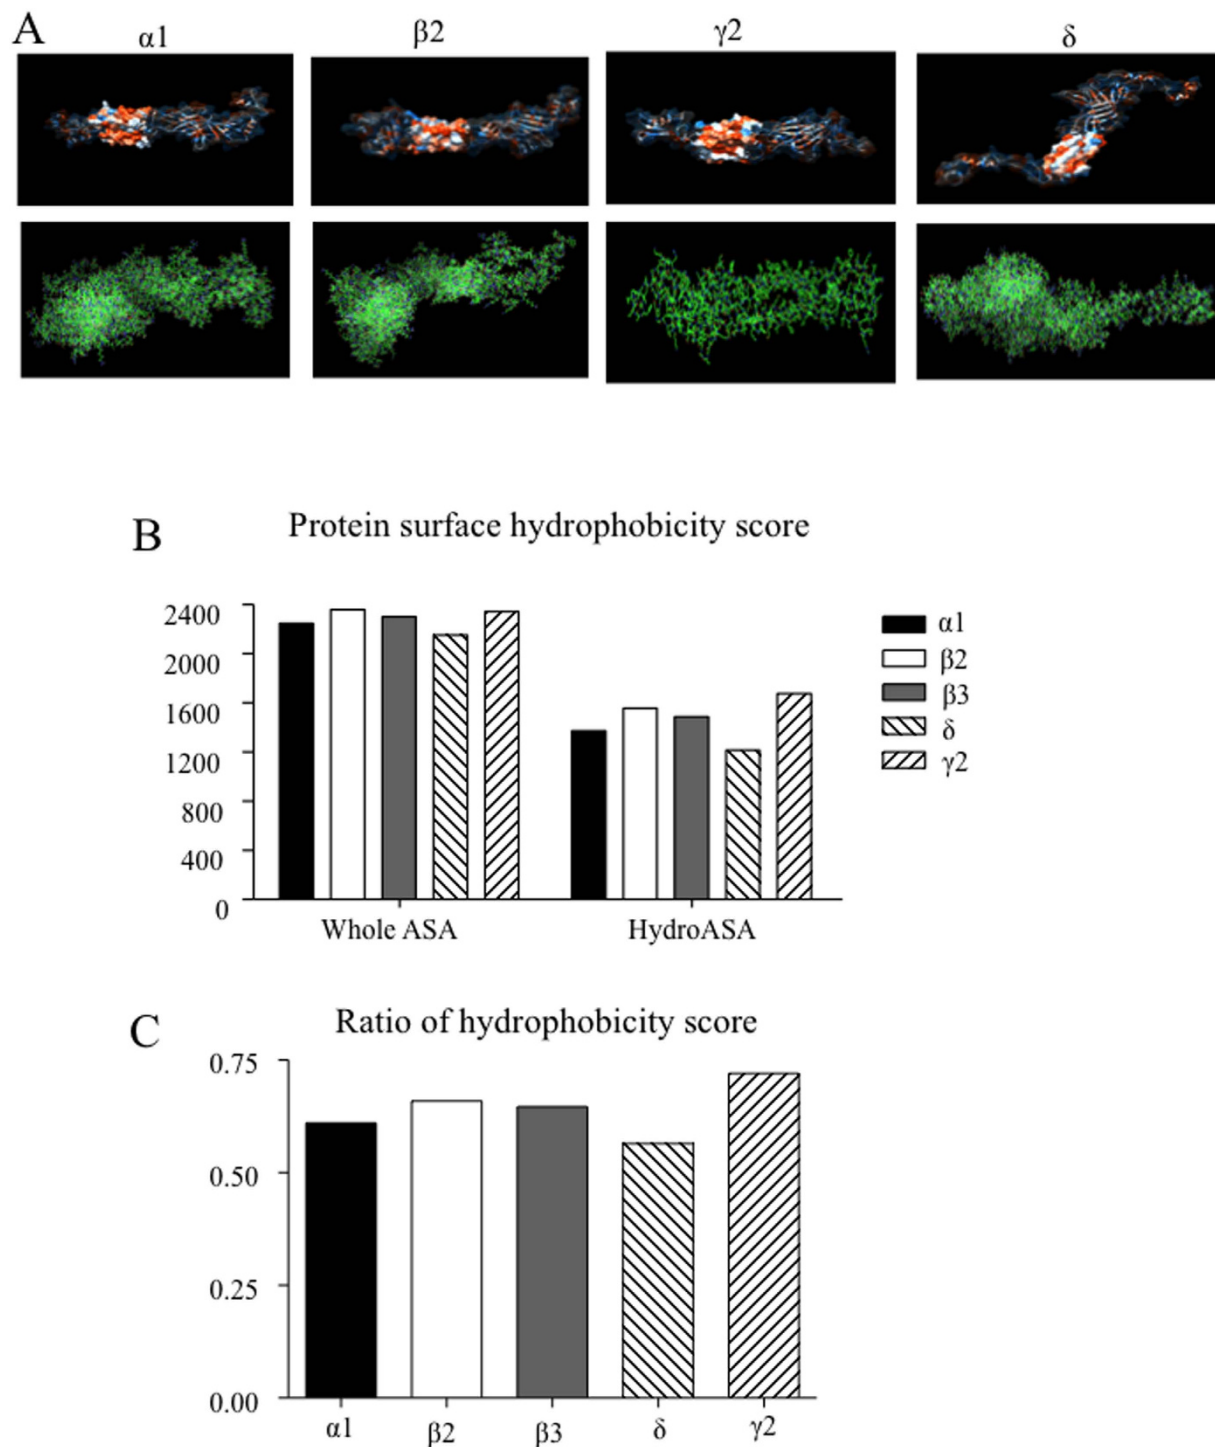 A
α1 β2 γ2 δ
B
Protein surface hydrophobicity score
2400
2000
1600
1200
800
400
0
Whole ASA HydroASA
α1
β2
β3
δ
γ2
C
Ratio of hydrophobicity score
0.75
0.50
0.25
0.00
α1 β2 β3 δ γ2